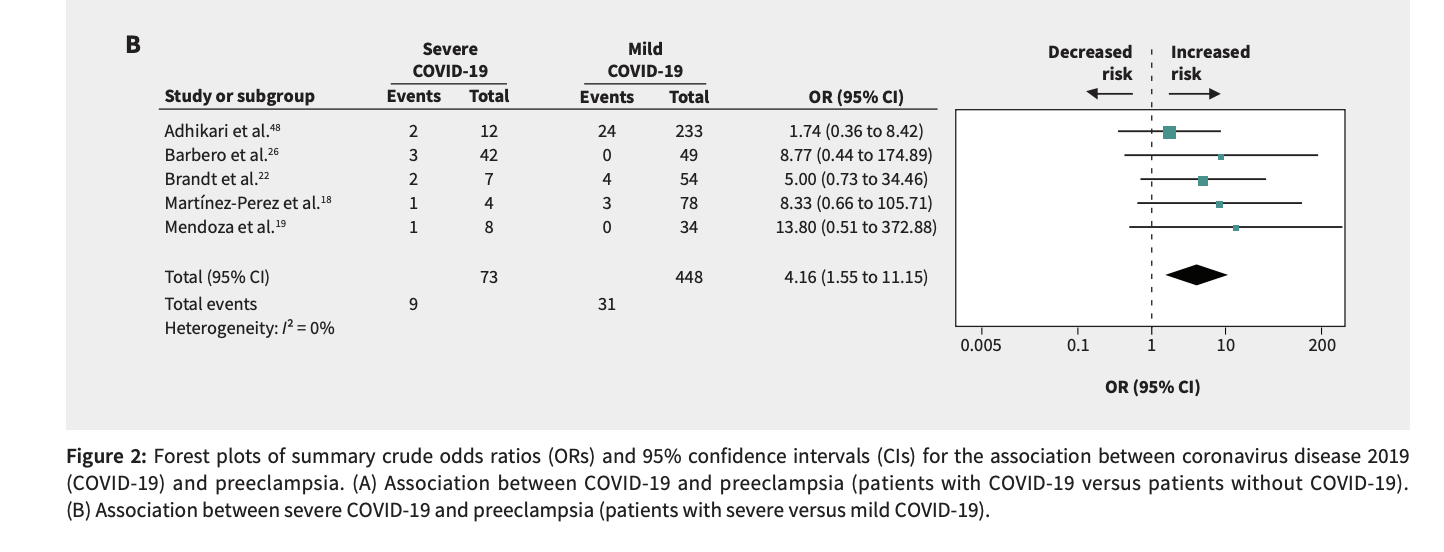 B
Severe COVID-19
Mild COVID-19
Decreased risk
Increased risk
Study or subgroup Events Total Events Total OR (95% CI)
Adhikari et al.48 2 12 24 233 1.74 (0.36 to 8.42)
Barbero et al.26 3 42 0 49 8.77 (0.44 to 174.89)
Brandt et al.22 2 7 4 54 5.00 (0.73 to 34.46)
Martínez-Perez et al.18 1 4 3 78 8.33 (0.66 to 105.71)
Mendoza et al.19 1 8 0 34 13.80 (0.51 to 372.88)
Total (95% CI) 73 448 4.16 (1.55 to 11.15)
Total events 9 31
Heterogeneity: I² = 0%
0.005 0.1 1 10 200
OR (95% CI)
Figure 2: Forest plots of summary crude odds ratios (ORs) and 95% confidence intervals (CIs) for the association between coronavirus disease 2019
(COVID-19) and preeclampsia. (A) Association between COVID-19 and preeclampsia (patients with COVID-19 versus patients without COVID-19).
(B) Association between severe COVID-19 and preeclampsia (patients with severe versus mild COVID-19).